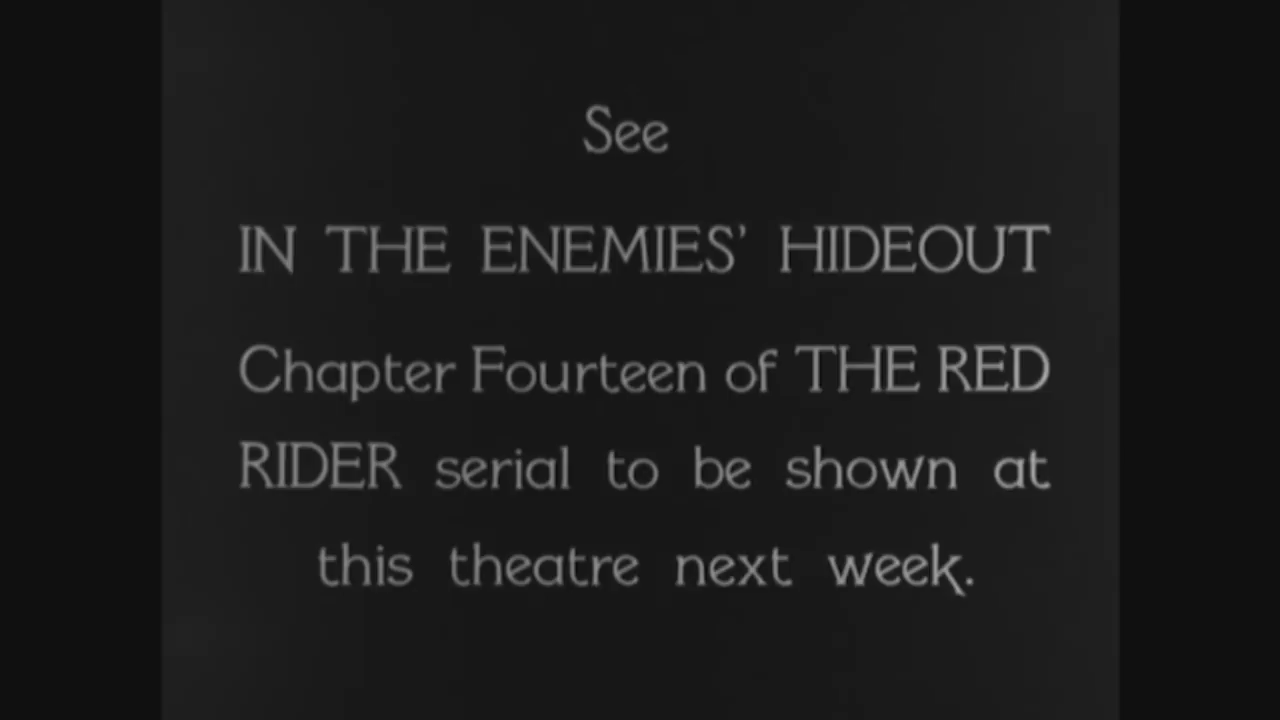 See
IN THE ENEMIES' HIDEOUT
Chapter Fourteen of THE RED
RIDER serial to be shown at
this theatre next week.